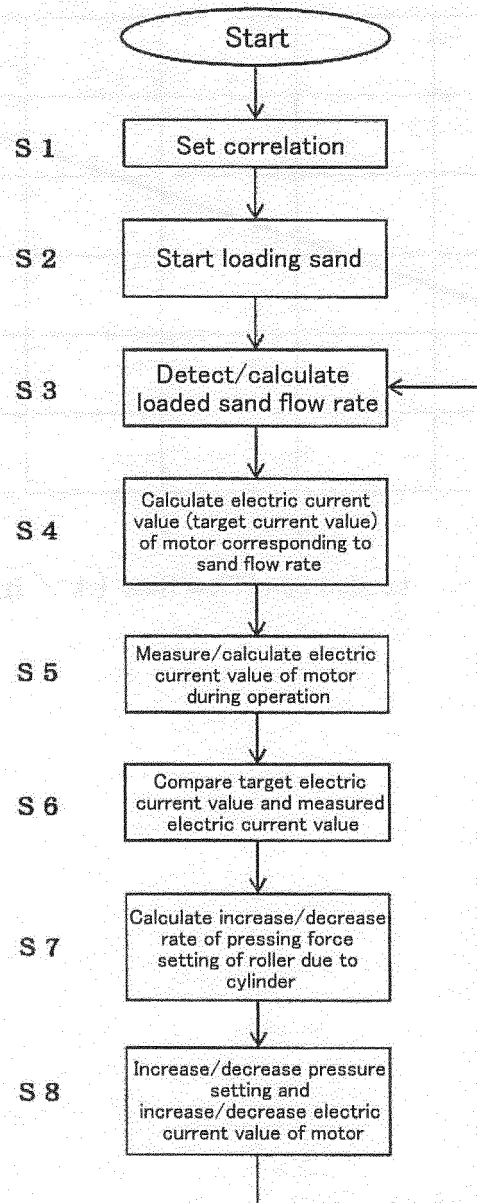 Start
S 1
Set correlation
S 2
Start loading sand
S 3
Detect/calculate
loaded sand flow rate
S 4
Calculate electric current
value (target current value)
of motor corresponding to
sand flow rate
S 5
Measure/calculate electric
current value of motor
during operation
S 6
Compare target electric
current value and measured
electric current value
S 7
Calculate increase/decrease
rate of pressing force
setting of roller due to
cylinder
S 8
Increase/decrease pressure
setting and
increase/decrease electric
current value of motor